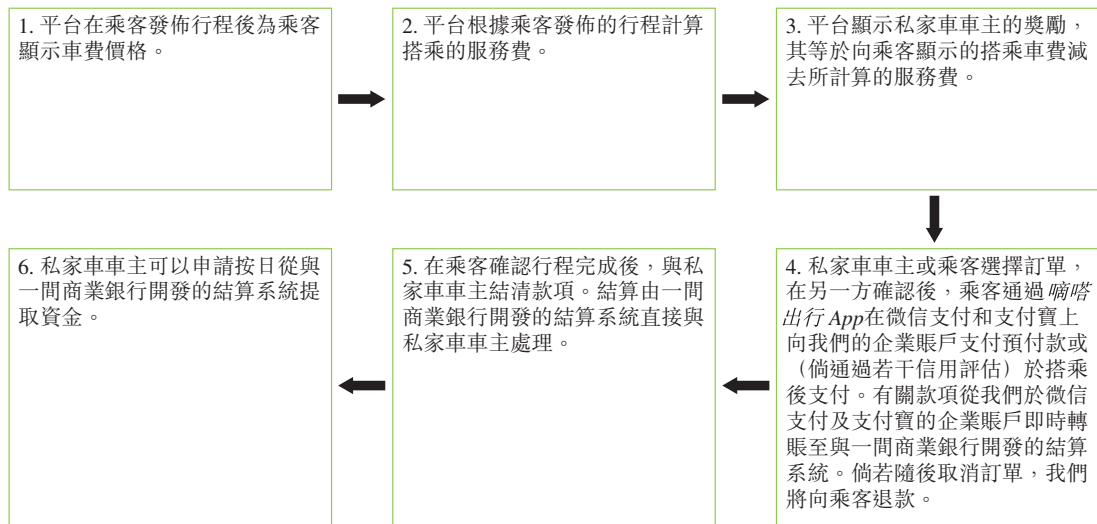 1. 平台在乘客發佈行程後為乘客
顯示車費價格。
2. 平台根據乘客發佈的行程計算
搭乘的服務費。
3. 平台顯示私家車車主的獎勵，
其等於向乘客顯示的搭乘車費減
去所計算的服務費。
4. 私家車車主或乘客選擇訂單，
在另一方確認後，乘客通過嘀嗒
出行 App在微信支付和支付寶上
向我們的企業賬戶支付預付款或
（倘通過若干信用評估）於搭乘
後支付。有關款項從我們於微信
支付及支付寶的企業賬戶即時轉
賬至與一間商業銀行開發的結算
系統。倘若隨後取消訂單，我們
將向乘客退款。
5. 在乘客確認行程完成後，與私
家車車主結清款項。結算由一間
商業銀行開發的結算系統直接與
私家車車主處理。
6. 私家車車主可以申請按日從與
一間商業銀行開發的結算系統提
取資金。